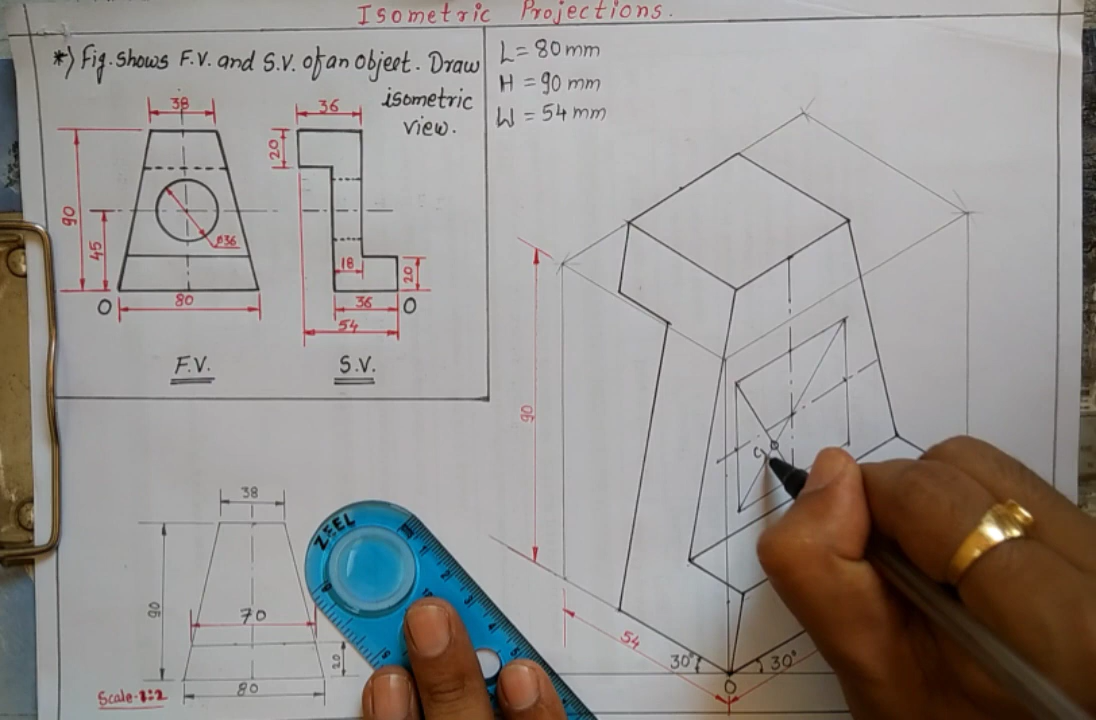 Isometric Projections.
*) Fig. shows F.V. and S.V. of an object. Draw
isometric
view.
L = 80 mm
H = 90 mm
W = 54 mm
38
36
20
90
45
ø36
18
20
O
80
36
O
54
F.V.
S.V.
90
38
ZEEL
90
70
20
80
Scale-1:2
54
30°
30°
O